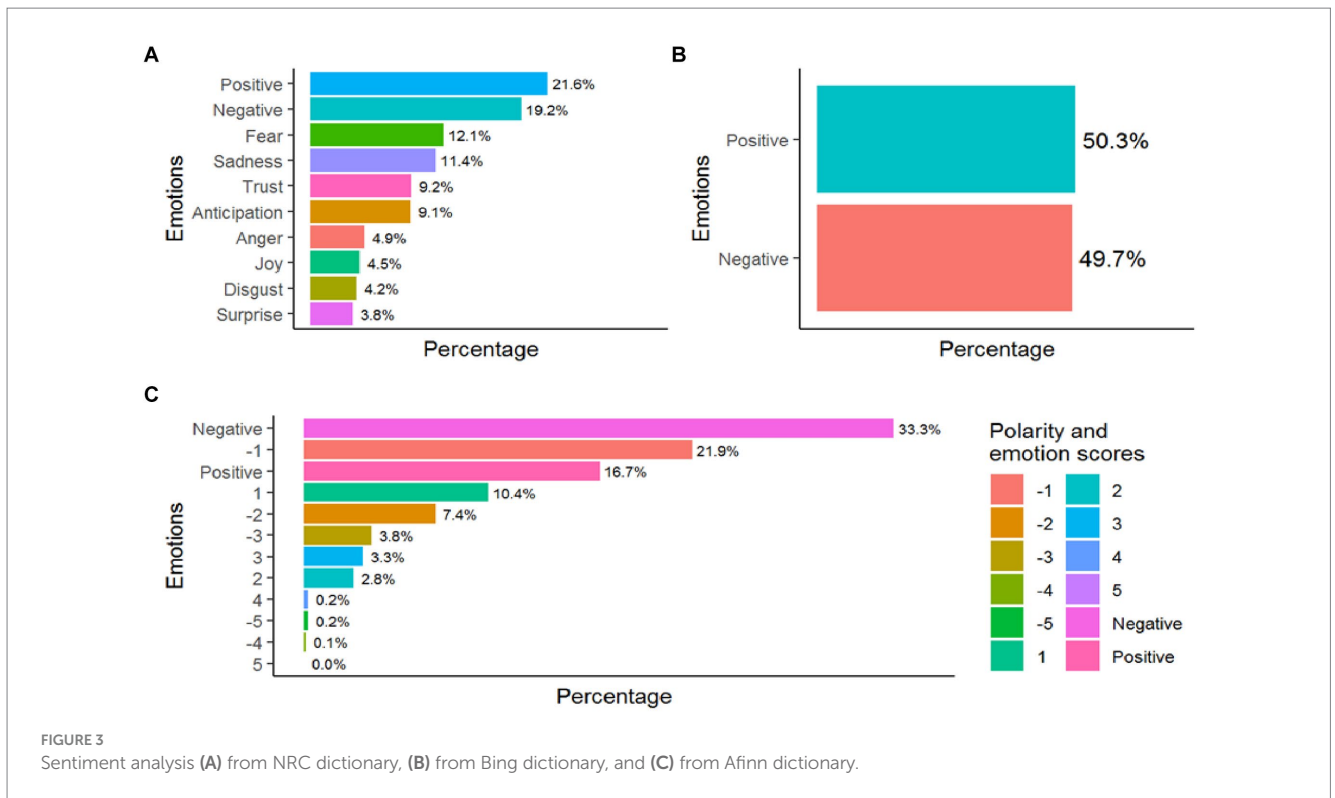 A
Emotions
Positive 21.6%
Negative 19.2%
Fear 12.1%
Sadness 11.4%
Trust 9.2%
Anticipation 9.1%
Anger 4.9%
Joy 4.5%
Disgust 4.2%
Surprise 3.8%
Percentage
B
Emotions
Positive 50.3%
Negative 49.7%
Percentage
C
Emotions
Negative 33.3%
-1 21.9%
Positive 16.7%
1 10.4%
-2 7.4%
-3 3.8%
3 3.3%
2 2.8%
4 0.2%
-5 0.2%
-4 0.1%
5 0.0%
Percentage
Polarity and
emotion scores
-1 2
-2 3
-3 4
-4 5
-5 Negative
1 Positive
FIGURE 3
Sentiment analysis (A) from NRC dictionary, (B) from Bing dictionary, and (C) from Afinn dictionary.